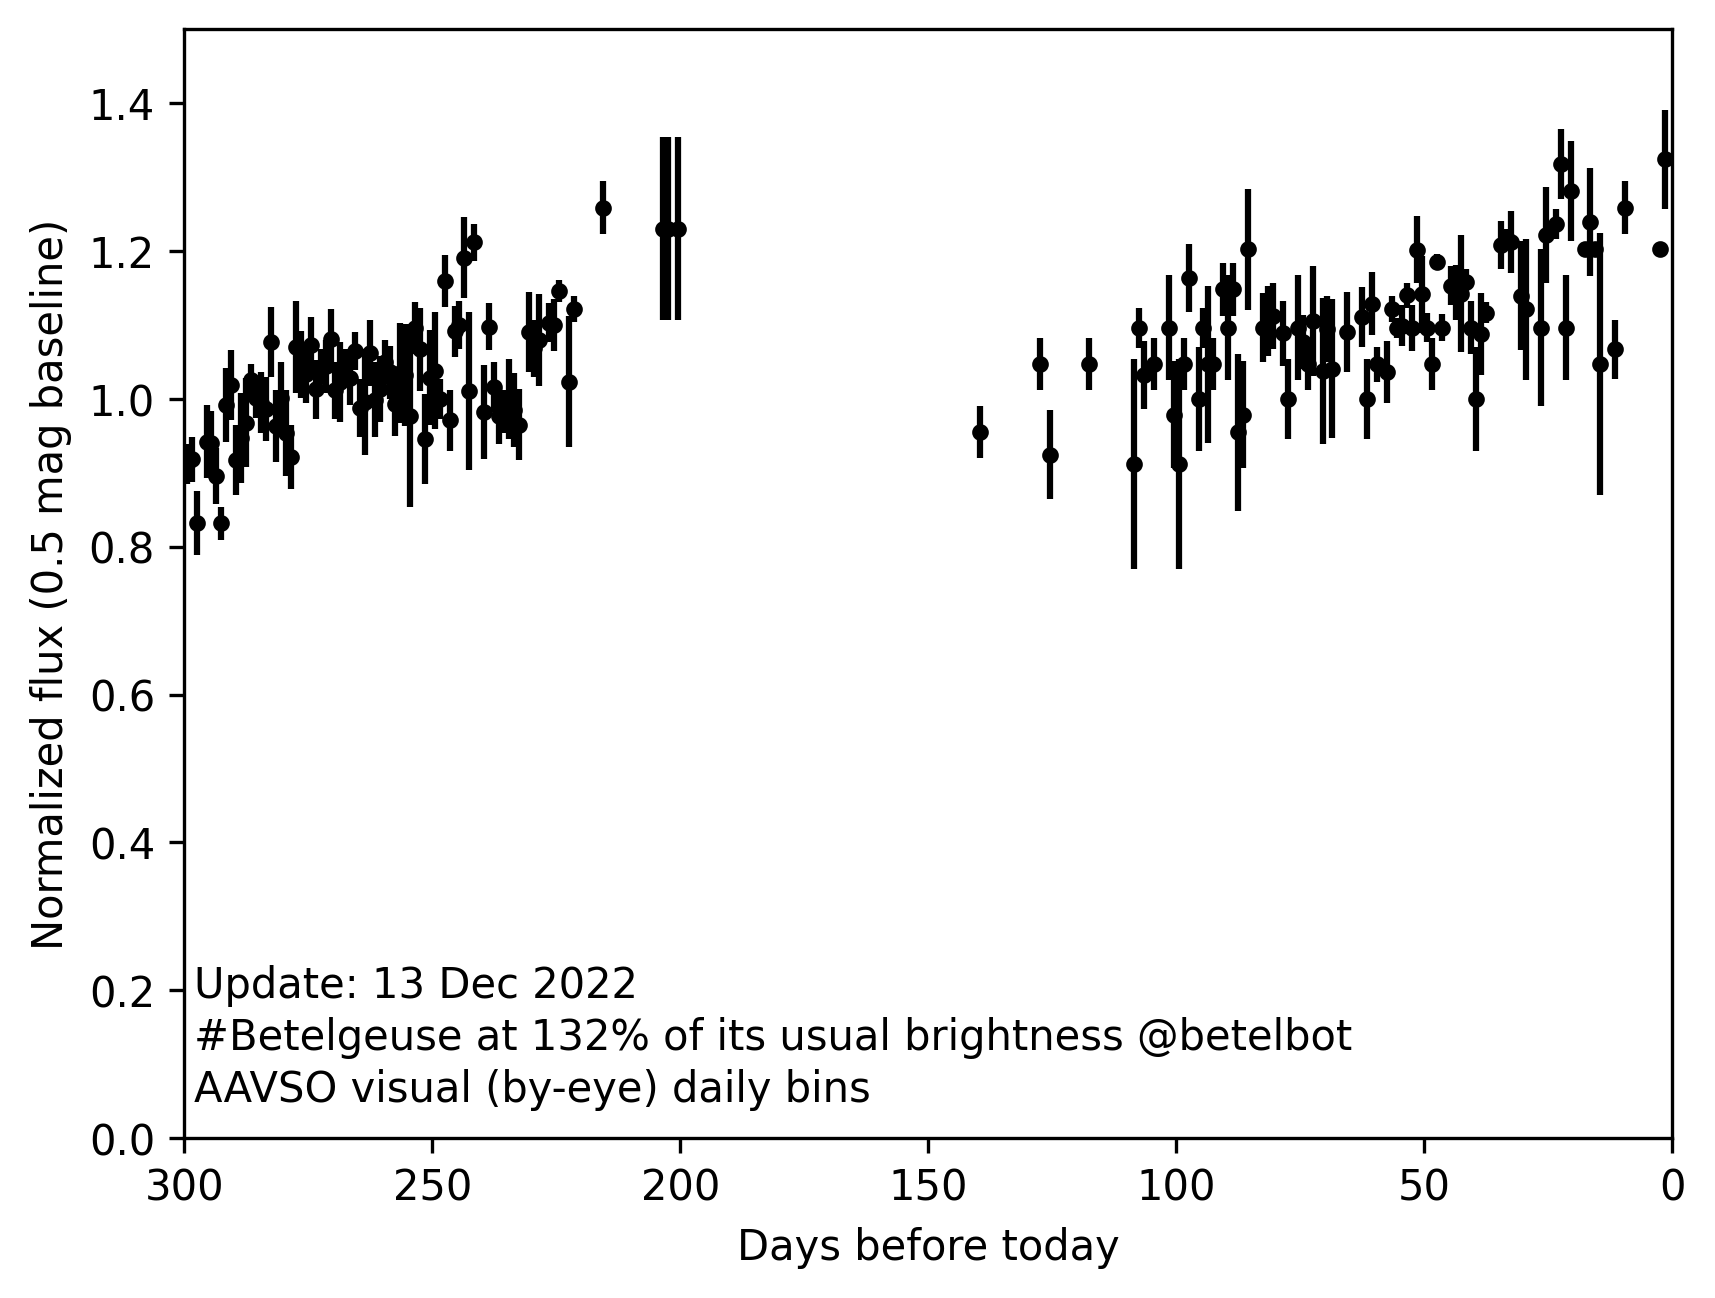 1.4
1.2
1.0
0.8
0.6
0.4
0.2
0.0
Normalized flux (0.5 mag baseline)
Update: 13 Dec 2022
#Betelgeuse at 132% of its usual brightness @betelbot
AAVSO visual (by-eye) daily bins
300 250 200 150 100 50 0
Days before today